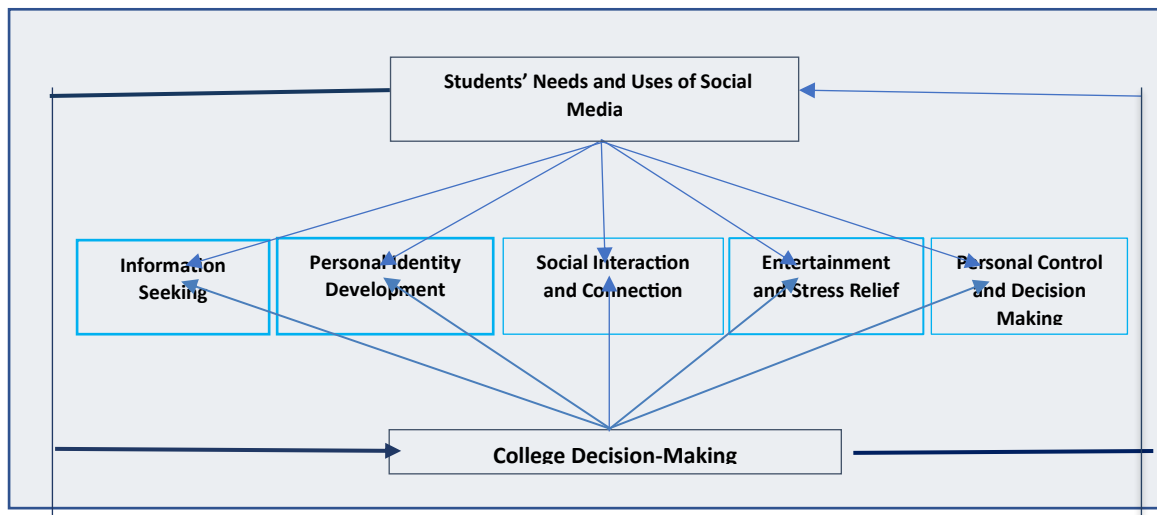 Students’ Needs and Uses of Social
Media
Information
Seeking
Personal Identity
Development
Social Interaction
and Connection
Entertainment
and Stress Relief
Personal Control
and Decision
Making
College Decision-Making